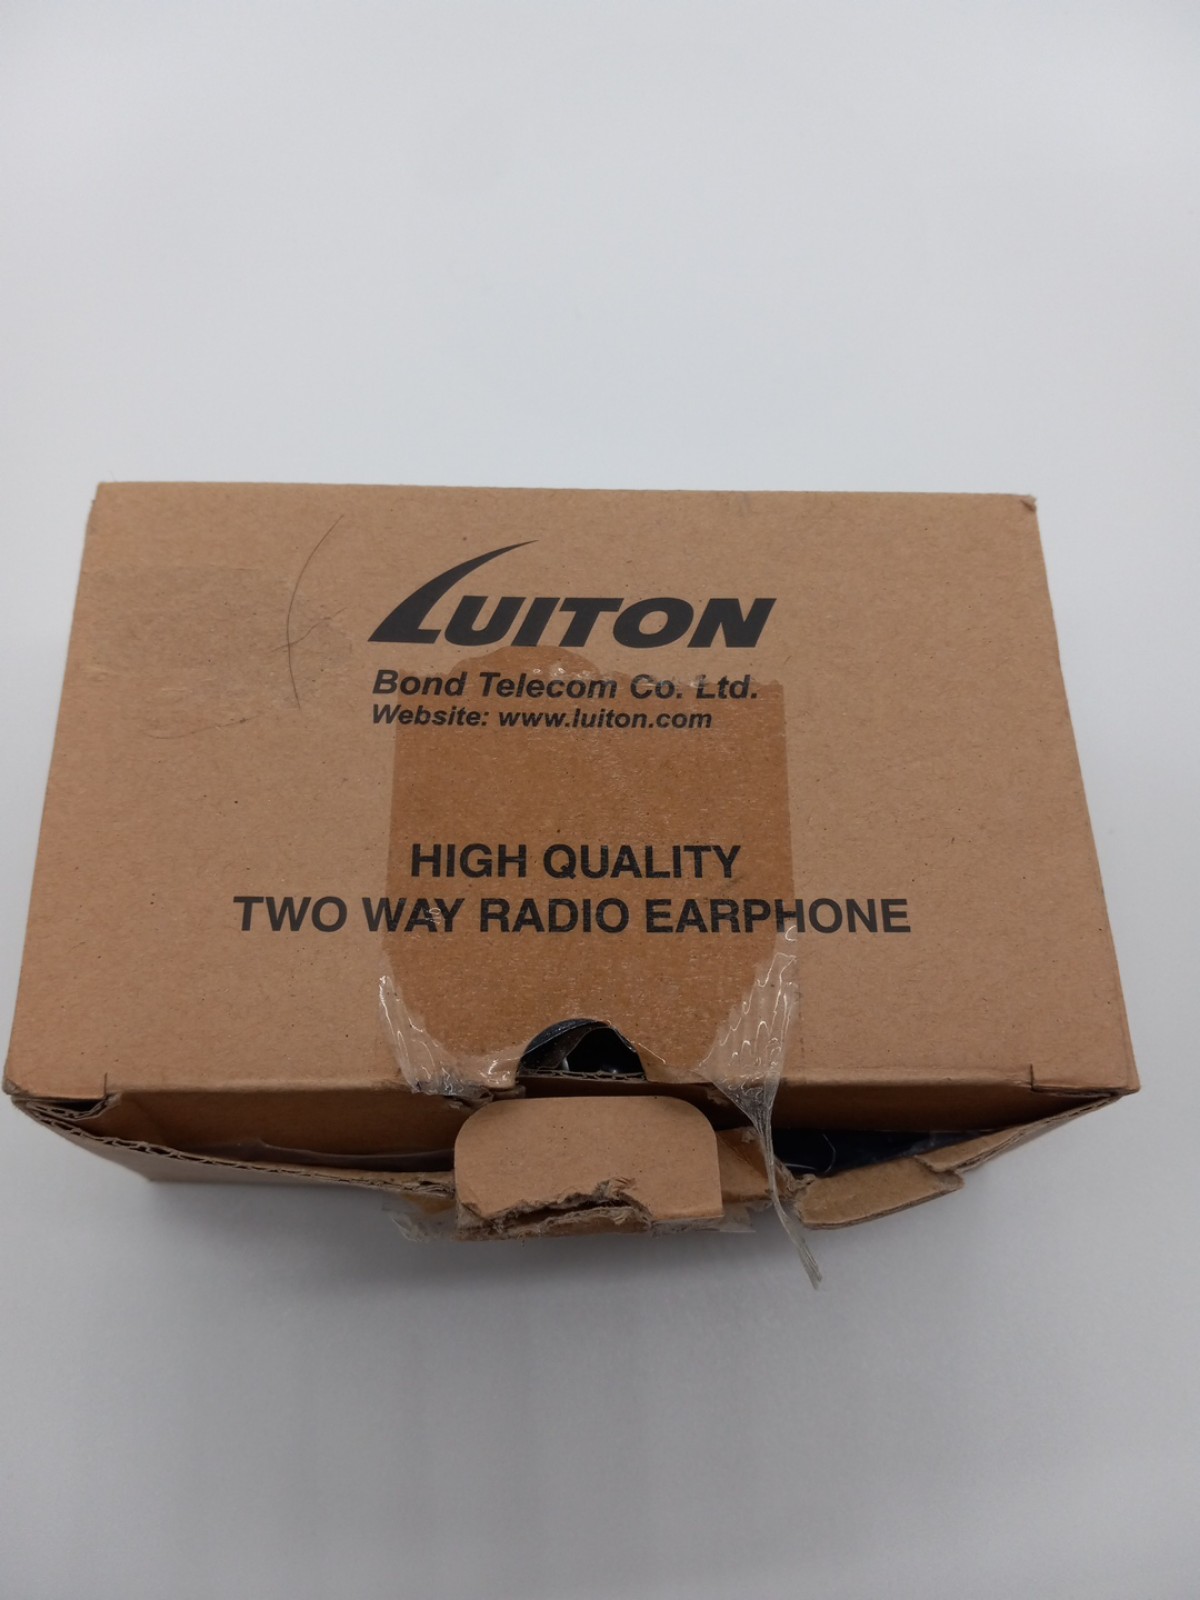 LUITON
Bond Telecom Co. Ltd.
Website: www.luiton.com
HIGH QUALITY
TWO WAY RADIO EARPHONE